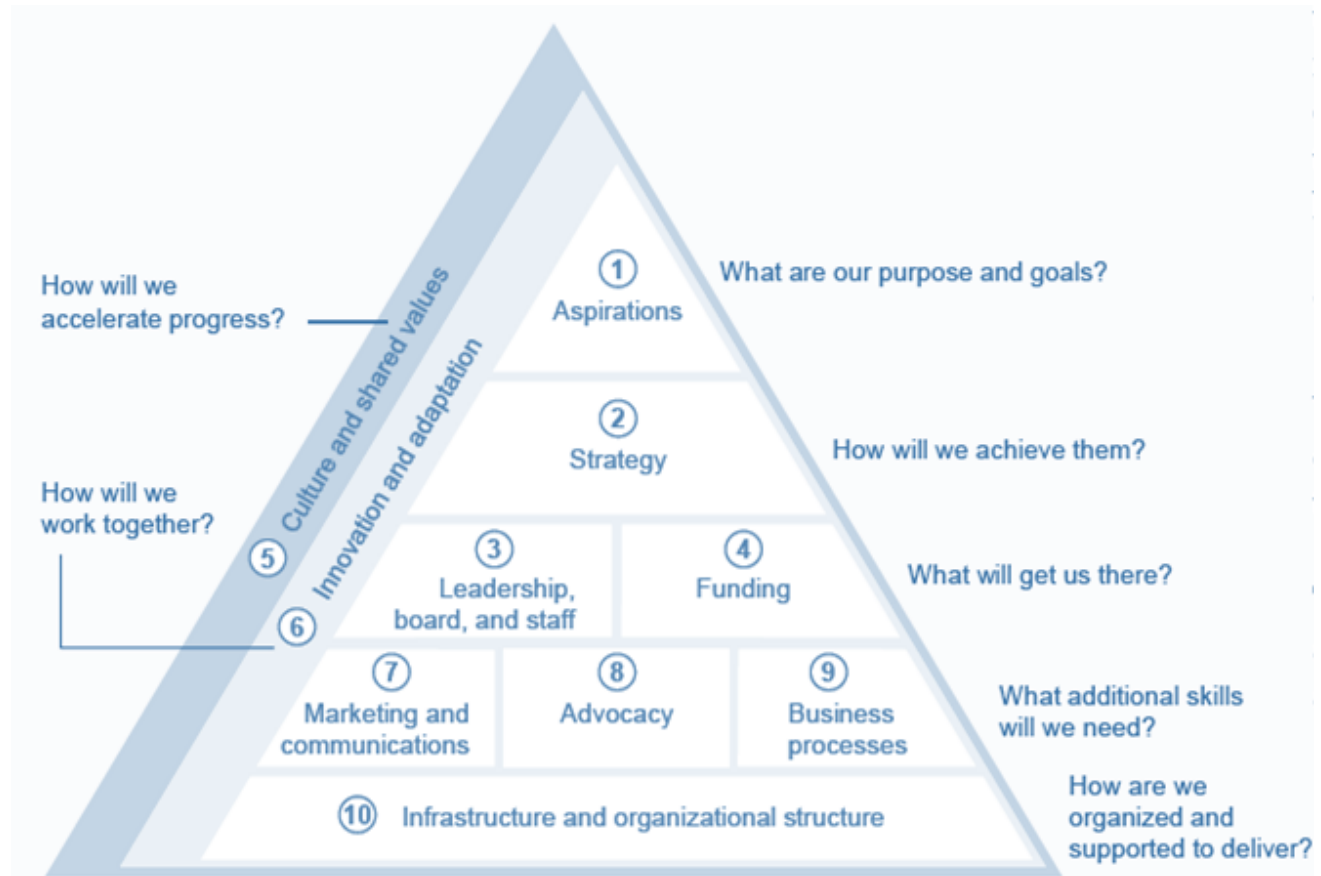 1
Aspirations
What are our purpose and goals?
How will we
accelerate progress?
5 Culture and shared values
6 Innovation and adaptation
2
Strategy
How will we achieve them?
How will we
work together?
3
Leadership,
board, and staff
4
Funding
What will get us there?
7
Marketing and
communications
8
Advocacy
9
Business
processes
What additional skills
will we need?
10 Infrastructure and organizational structure
How are we
organized and
supported to deliver?